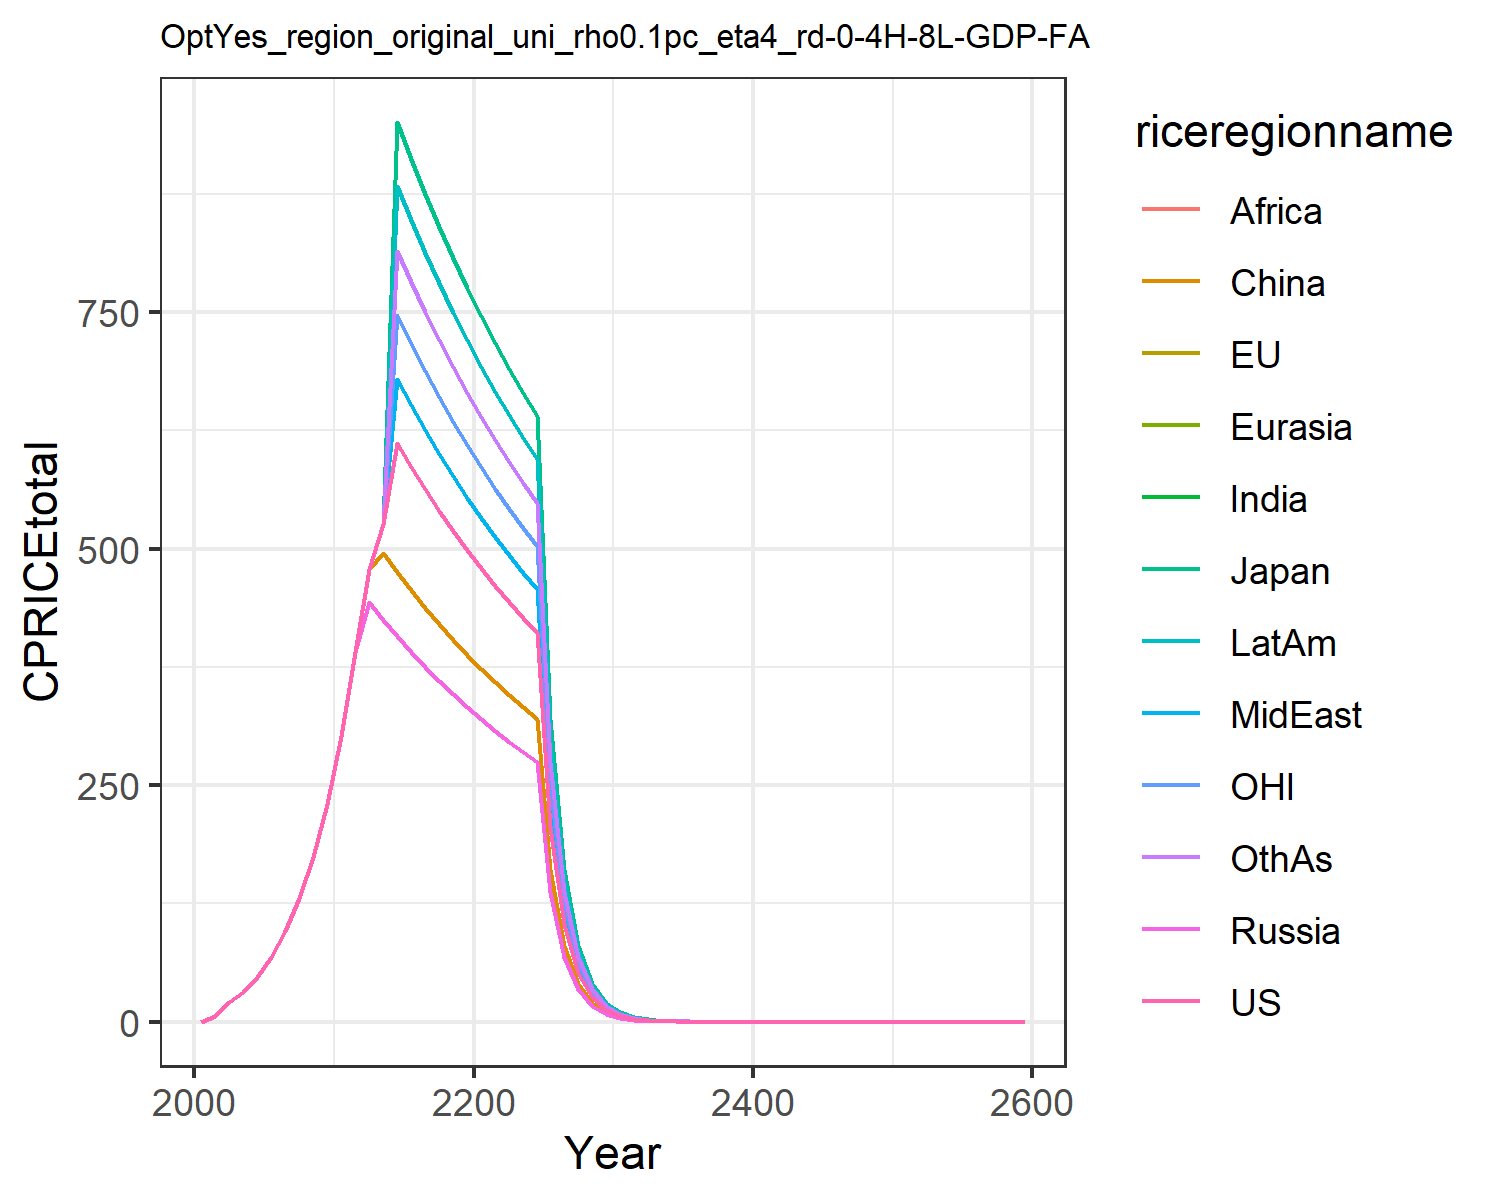 OptYes_region_original_uni_rho0.1pc_eta4_rd-0-4H-8L-GDP-FA
CPRICEtotal
750
500
250
0
2000
2200
2400
2600
Year
riceregionname
Africa
China
EU
Eurasia
India
Japan
LatAm
MidEast
OHI
OthAs
Russia
US